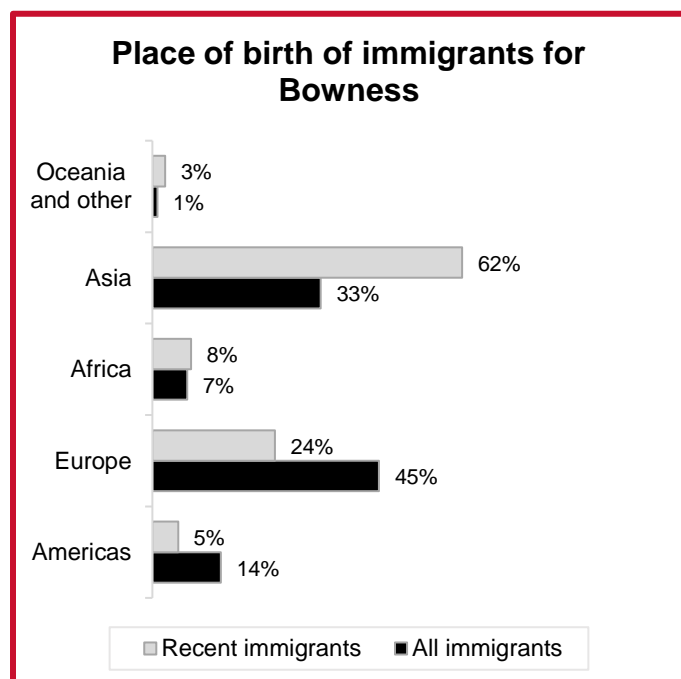 Place of birth of immigrants for
Bowness
Oceania
and other
3%
1%
Asia
62%
33%
Africa
8%
7%
Europe
24%
45%
Americas
5%
14%
Recent immigrants
All immigrants